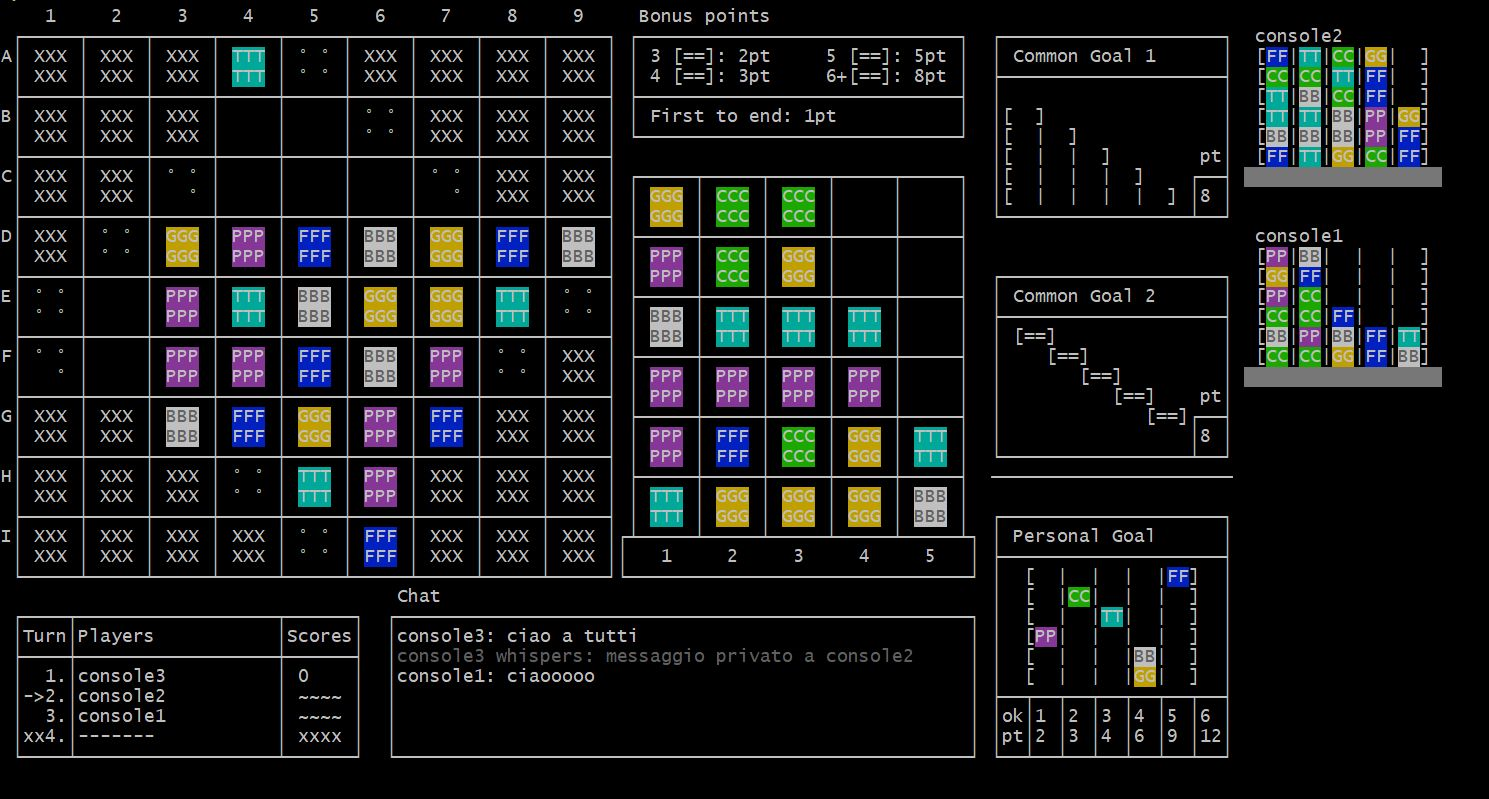 1 2 3 4 5 6 7 8 9 Bonus points
console2
A XXX XXX XXX TTT ° ° XXX XXX XXX XXX 3 [==]: 2pt 5 [==]: 5pt Common Goal 1 [FF|TT|CC|GG| ]
XXX XXX XXX TTT ° ° XXX XXX XXX XXX 4 [==]: 3pt 6+[==]: 8pt [CC|CC|TT|FF| ]
[TT|BB|CC|FF| ]
B XXX XXX XXX ° ° XXX XXX XXX First to end: 1pt [ ] [TT|TT|BB|PP|GG]
XXX XXX XXX ° ° XXX XXX XXX [ | ] [BB|BB|BB|PP|FF]
[ | | ] pt [FF|TT|GG|CC|FF]
C XXX XXX ° ° ° ° XXX XXX [ | | | ]
XXX XXX ° ° XXX XXX GGG CCC CCC [ | | | | ] 8
GGG CCC CCC
D XXX ° ° GGG PPP FFF BBB GGG FFF BBB console1
XXX ° ° GGG PPP FFF BBB GGG FFF BBB PPP CCC GGG [PP|BB| | | ]
PPP CCC GGG [GG|FF| | | ]
E ° ° PPP TTT BBB GGG GGG TTT ° ° Common Goal 2 [PP|CC| | | ]
° ° PPP TTT BBB GGG GGG TTT ° ° BBB TTT TTT TTT [CC|CC|FF| | ]
BBB TTT TTT TTT [==] [BB|PP|BB|FF|TT]
F ° ° PPP PPP FFF BBB PPP ° ° XXX [==] [CC|CC|GG|FF|BB]
° PPP PPP FFF BBB PPP ° ° XXX PPP PPP PPP PPP [==]
PPP PPP PPP PPP [==] pt
G XXX XXX BBB FFF GGG PPP FFF XXX XXX [==]
XXX XXX BBB FFF GGG PPP FFF XXX XXX PPP FFF CCC GGG TTT 8
PPP FFF CCC GGG TTT
H XXX XXX XXX ° ° TTT PPP XXX XXX XXX
XXX XXX XXX ° ° TTT PPP XXX XXX XXX TTT GGG GGG GGG BBB
TTT GGG GGG GGG BBB
I XXX XXX XXX XXX ° ° FFF XXX XXX XXX Personal Goal
XXX XXX XXX XXX ° ° FFF XXX XXX XXX 1 2 3 4 5
[ | | | |FF]
Chat [ |CC| | | ]
[ | |TT| | ]
Turn Players Scores console3: ciao a tutti [PP| | | | ]
console3 whispers: messaggio privato a console2 [ | | |BB| ]
1. console3 0 console1: ciaooooo [ | | |GG| ]
->2. console2 ~~~~
3. console1 ~~~~ ok 1 2 3 4 5 6
xx4. ------- xxxx pt 2 3 4 6 9 12